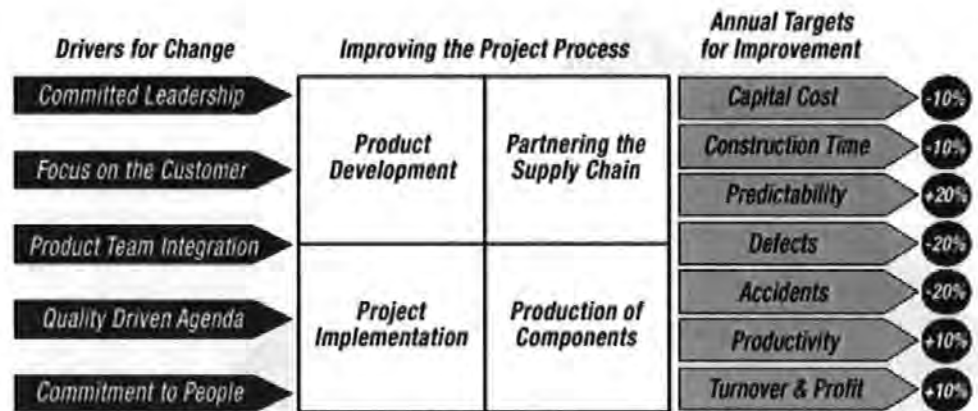 Drivers for Change
Improving the Project Process
Annual Targets
for Improvement
Committed Leadership
Focus on the Customer
Product Team Integration
Quality Driven Agenda
Commitment to People
Product
Development
Partnering the
Supply Chain
Project
Implementation
Production of
Components
Capital Cost
-10%
Construction Time
-10%
Predictability
+20%
Defects
-20%
Accidents
-20%
Productivity
+10%
Turnover & Profit
+10%